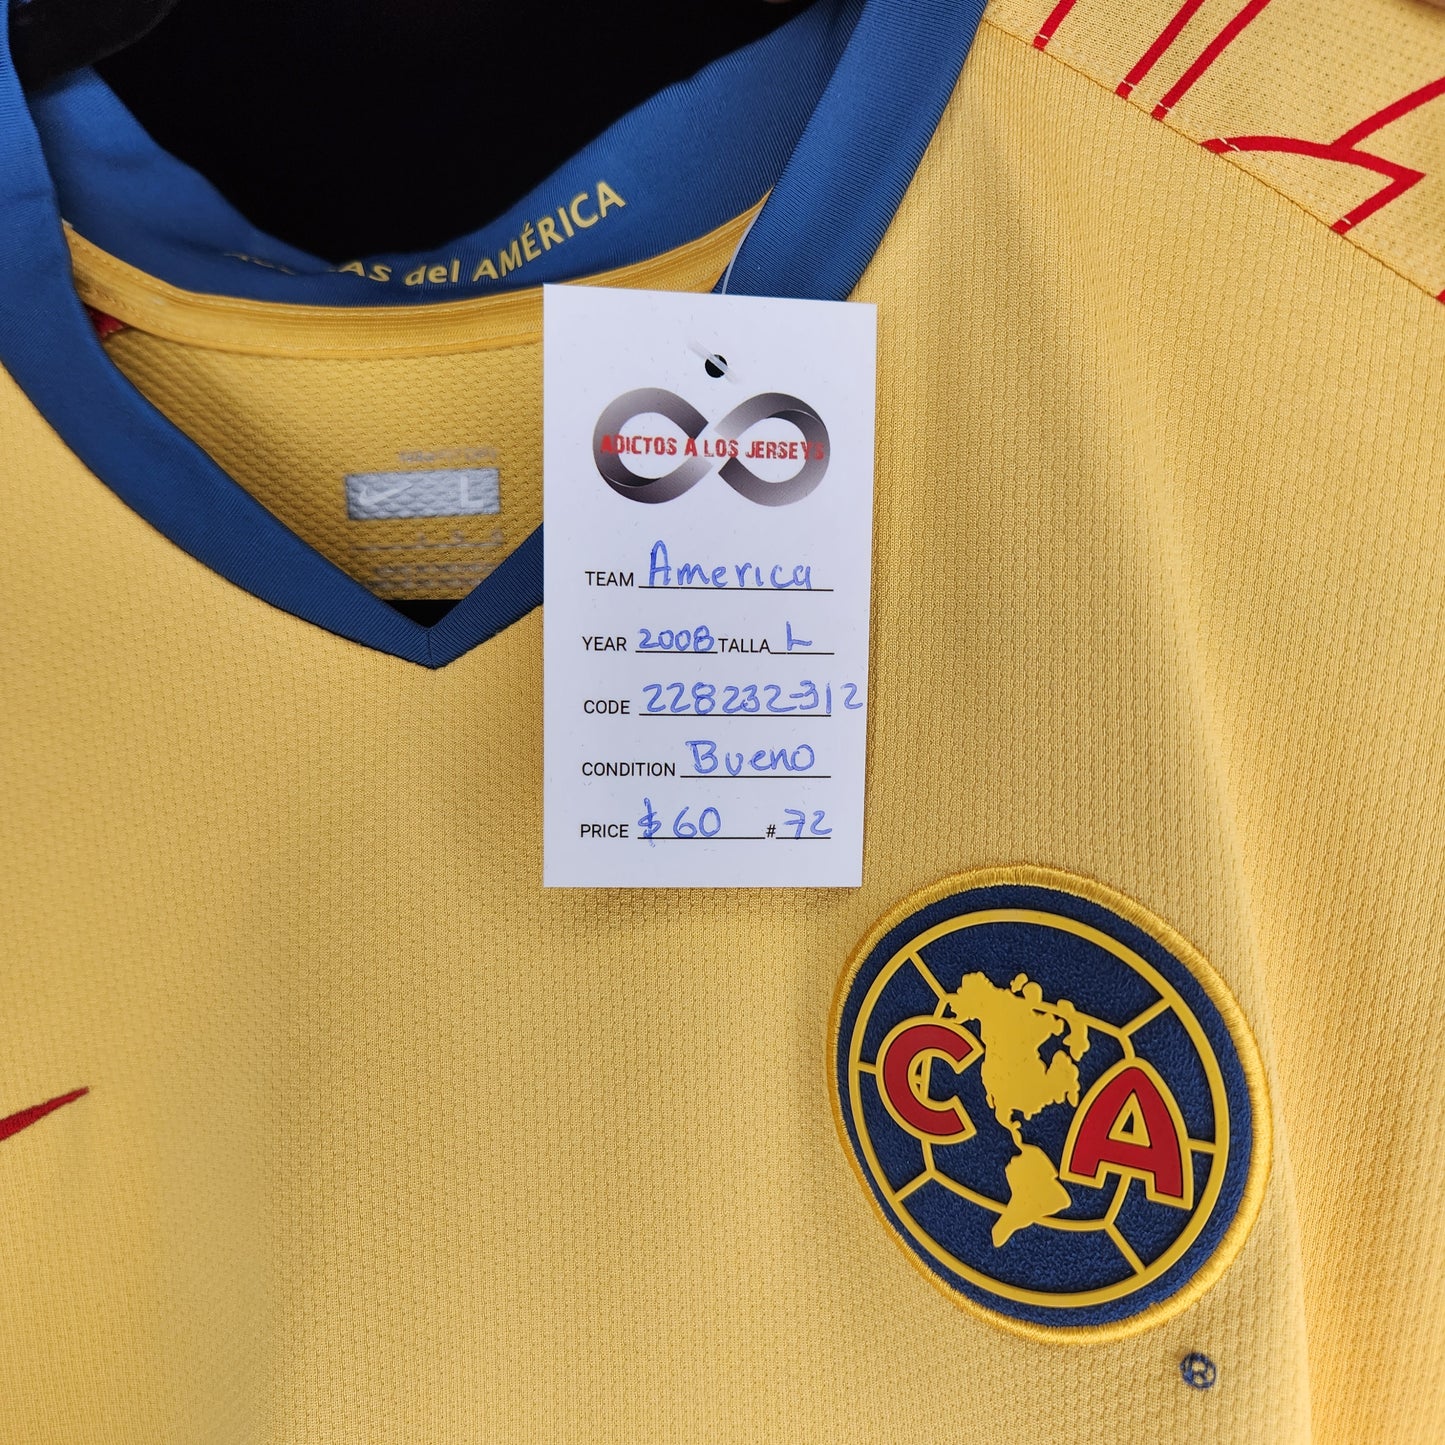 AS del AMÉRICA
L
ADICTOS A LOS JERSEYS
TEAM America
YEAR 2008 TALLA L
CODE 228232-312
CONDITION Bueno
PRICE $60 # 72
C A
®